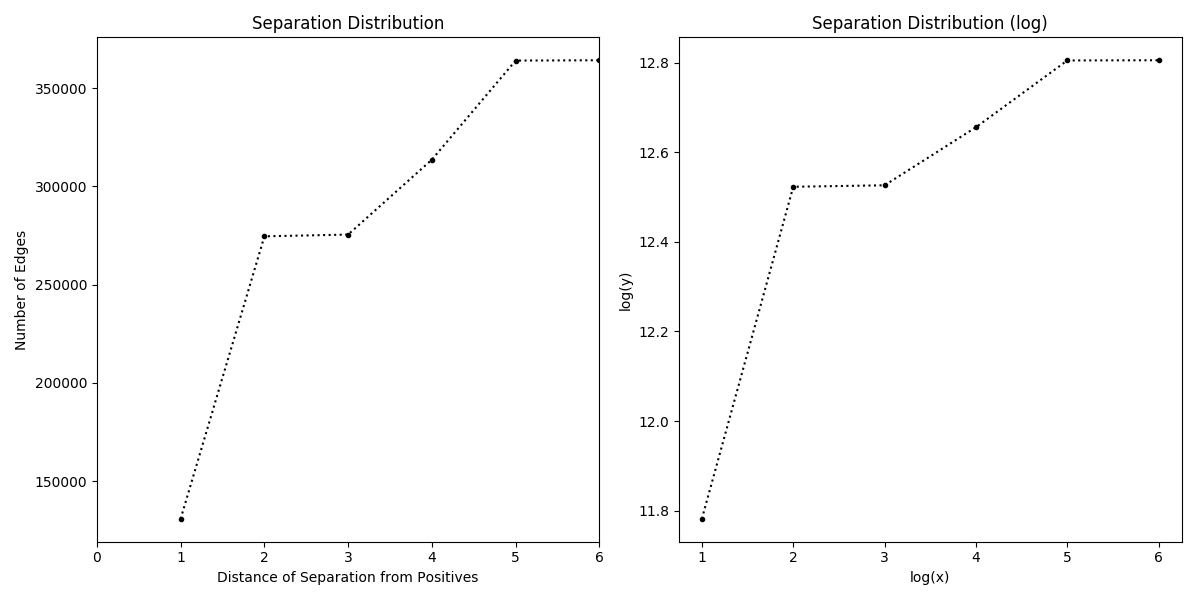 Separation Distribution
350000
300000
250000
200000
150000
Number of Edges
0 1 2 3 4 5 6
Distance of Separation from Positives
Separation Distribution (log)
12.8
12.6
12.4
12.2
12.0
11.8
log(y)
1 2 3 4 5 6
log(x)